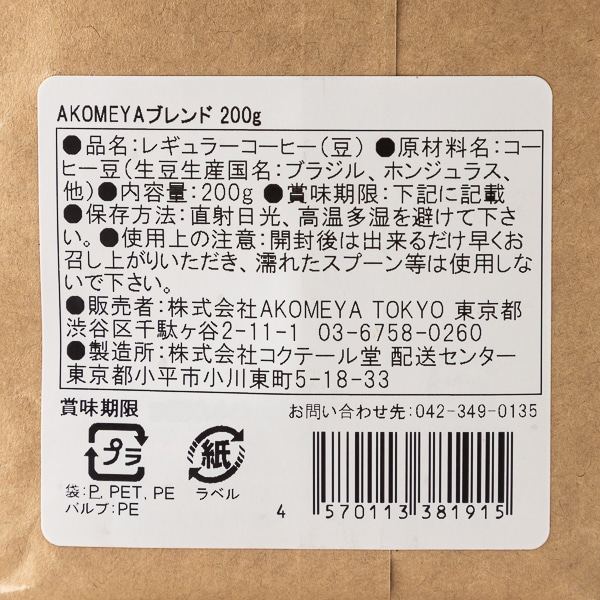 AKOMEYAブレンド 200g
●品名:レギュラーコーヒー(豆) ●原材料名:コー
ヒー豆(生豆生産国名:ブラジル、ホンジュラス、
他)●内容量:200g ●賞味期限:下記に記載
●保存方法:直射日光、高温多湿を避けて下さ
い。●使用上の注意:開封後は出来るだけ早くお
召し上がりいただき、濡れたスプーン等は使用しな
いで下さい。
●販売者:株式会社AKOMEYA TOKYO 東京都
渋谷区千駄ヶ谷2-11-1 03-6758-0260
●製造所:株式会社コクテール堂 配送センター
東京都小平市小川東町5-18-33
賞味期限
お問い合わせ先:042-349-0135
プラ 紙
袋:P, PET, PE ラベル
バルブ:PE
4 570113 381915